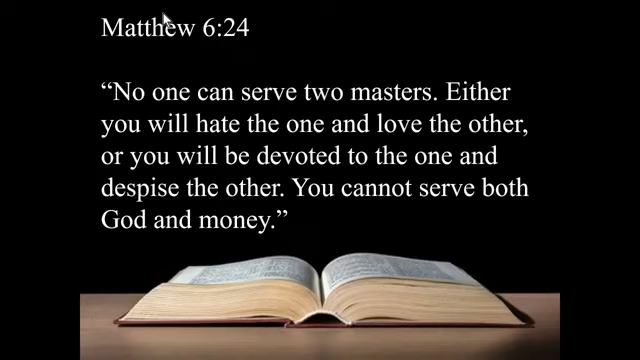 Matthew 6:24
“No one can serve two masters. Either
you will hate the one and love the other,
or you will be devoted to the one and
despise the other. You cannot serve both
God and money.”